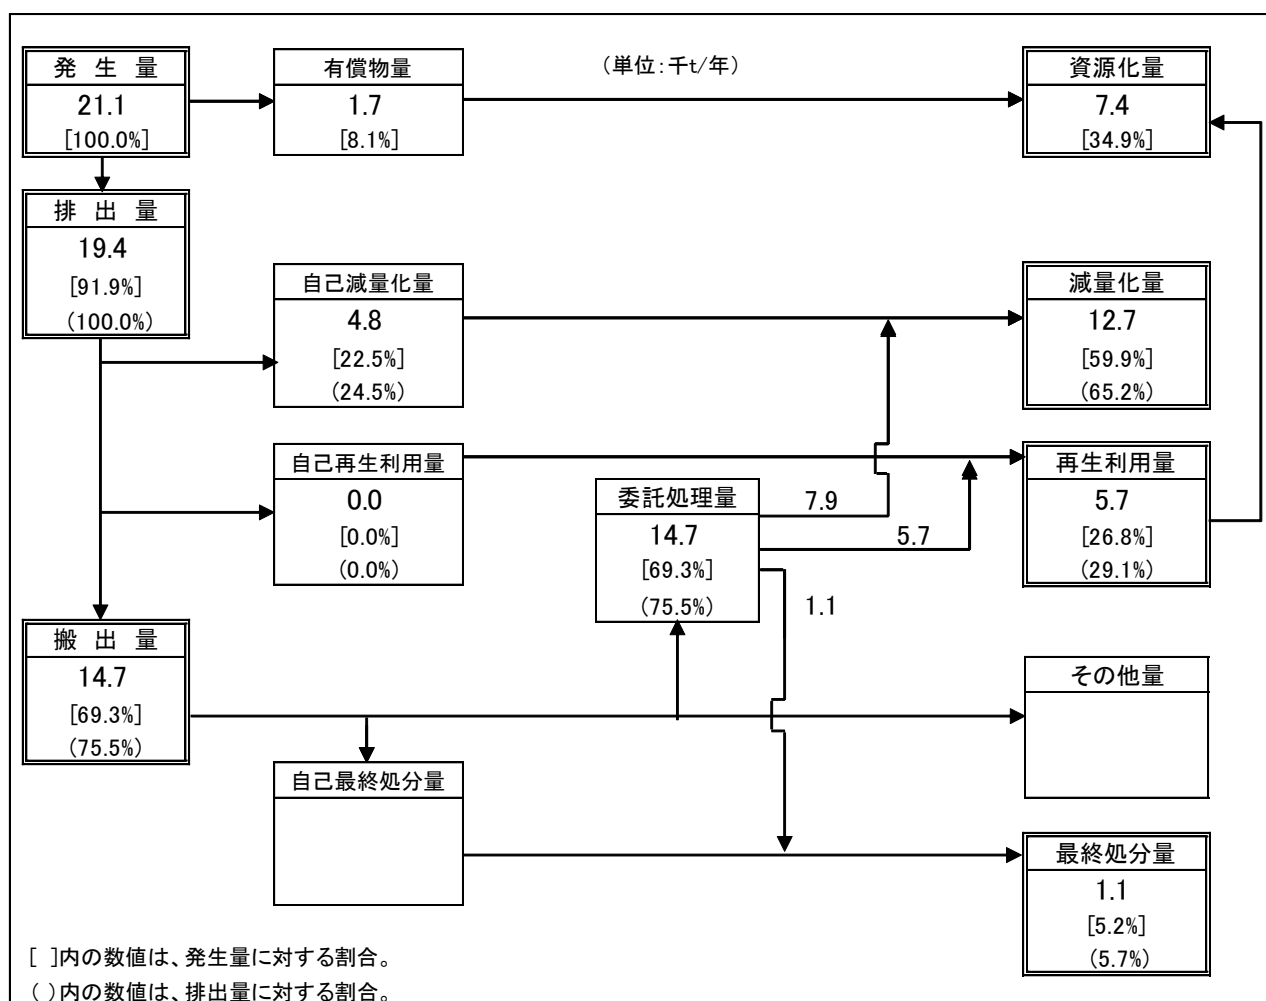 発 生 量
21.1
[100.0%]
有償物量
1.7
[8.1%]
(単位:千t/年)
資源化量
7.4
[34.9%]
排 出 量
19.4
[91.9%]
(100.0%)
自己減量化量
4.8
[22.5%]
(24.5%)
減量化量
12.7
[59.9%]
(65.2%)
自己再生利用量
0.0
[0.0%]
(0.0%)
委託処理量
14.7
[69.3%]
(75.5%)
7.9
5.7
1.1
再生利用量
5.7
[26.8%]
(29.1%)
搬 出 量
14.7
[69.3%]
(75.5%)
その他量
自己最終処分量
最終処分量
1.1
[5.2%]
(5.7%)
[ ]内の数値は、発生量に対する割合。
( )内の数値は、排出量に対する割合。